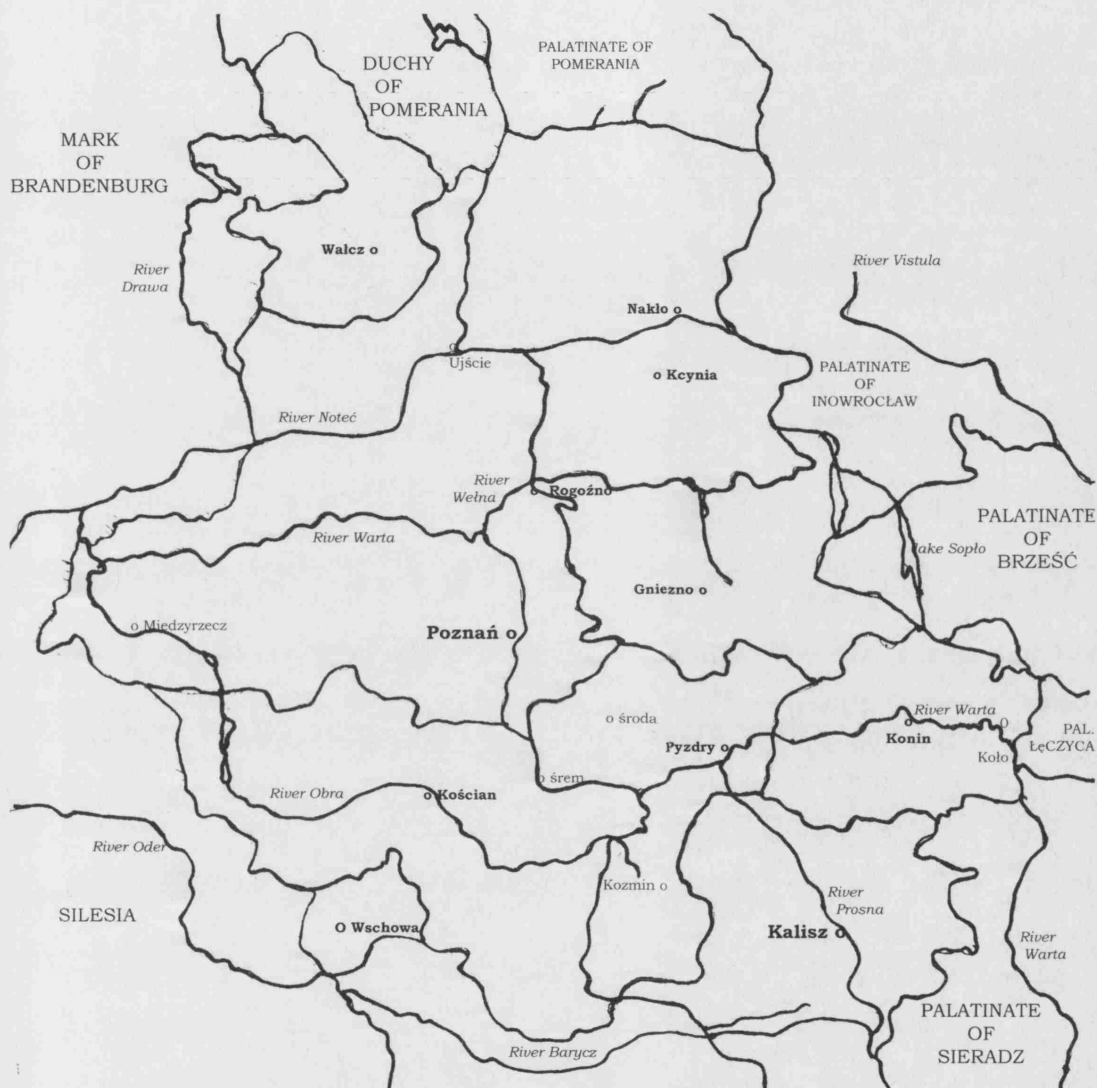 PALATINATE OF
POMERANIA
DUCHY
OF
POMERANIA
MARK
OF
BRANDENBURG
Wałcz
River
Drawa
River Vistula
Nakło
Ujście
Kcynia
PALATINATE
OF
INOWROCŁAW
River Noteć
River
Wełna
Rogoźno
River Warta
PALATINATE
OF
BRZEŚĆ
Lake Sopło
Gniezno
Międzyrzecz
Poznań
środa
River Warta
Konin
Pyzdry
PAL.
ŁĘCZYCA
Koło
śrem
River Obra
Kościan
River Oder
Kozmin
River
Prosna
SILESIA
Wschowa
Kalisz
River
Warta
PALATINATE
OF
SIERADZ
River Barycz